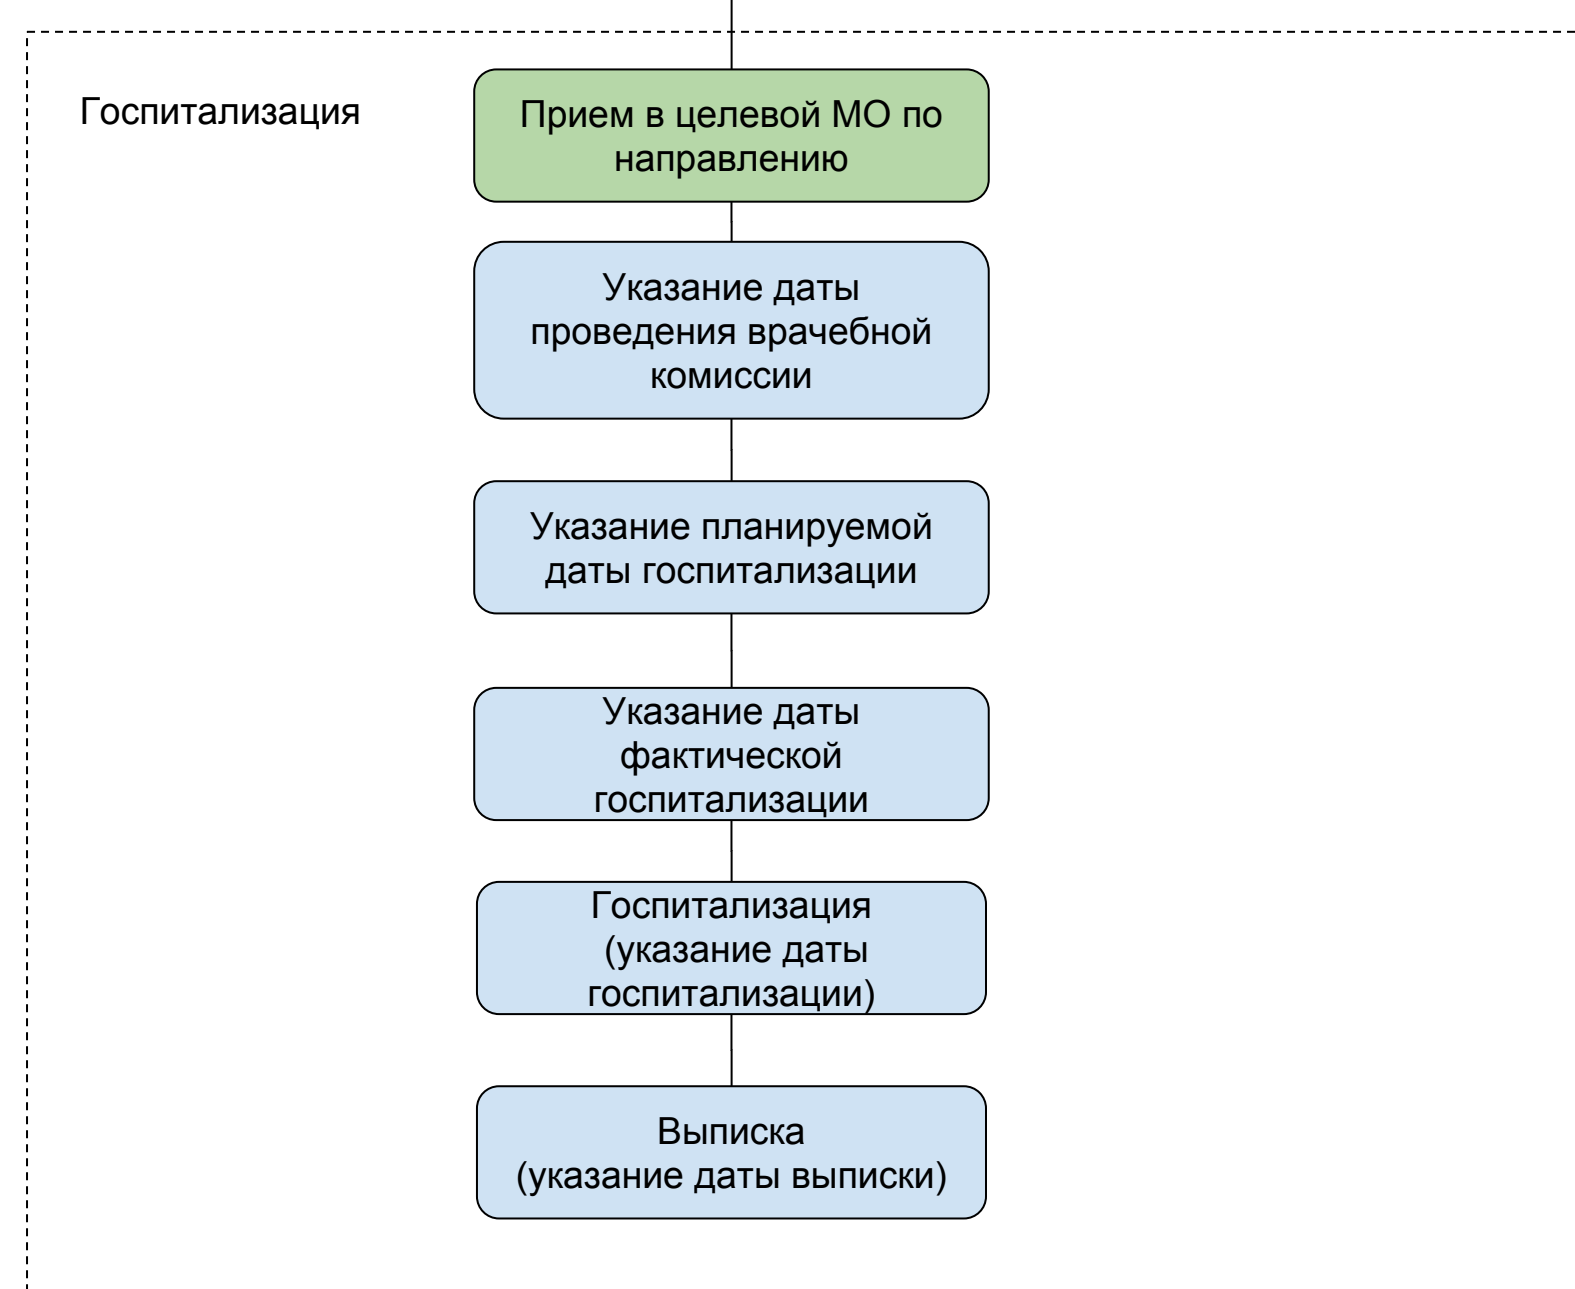 Госпитализация
Прием в целевой МО по
направлению
Указание даты
проведения врачебной
комиссии
Указание планируемой
даты госпитализации
Указание даты
фактической
госпитализации
Госпитализация
(указание даты
госпитализации)
Выписка
(указание даты выписки)